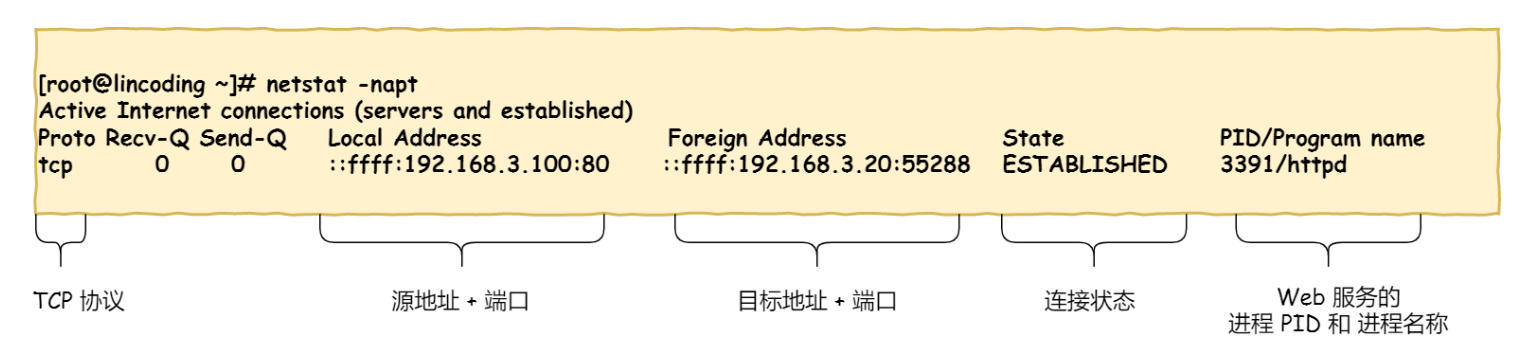 [root@lincoding ~]# netstat -napt
Active Internet connections (servers and established)
Proto Recv-Q Send-Q Local Address Foreign Address State PID/Program name
tcp 0 0 ::ffff:192.168.3.100:80 ::ffff:192.168.3.20:55288 ESTABLISHED 3391/httpd
TCP 协议 源地址 + 端口 目标地址 + 端口 连接状态 Web 服务的
进程 PID 和 进程名称